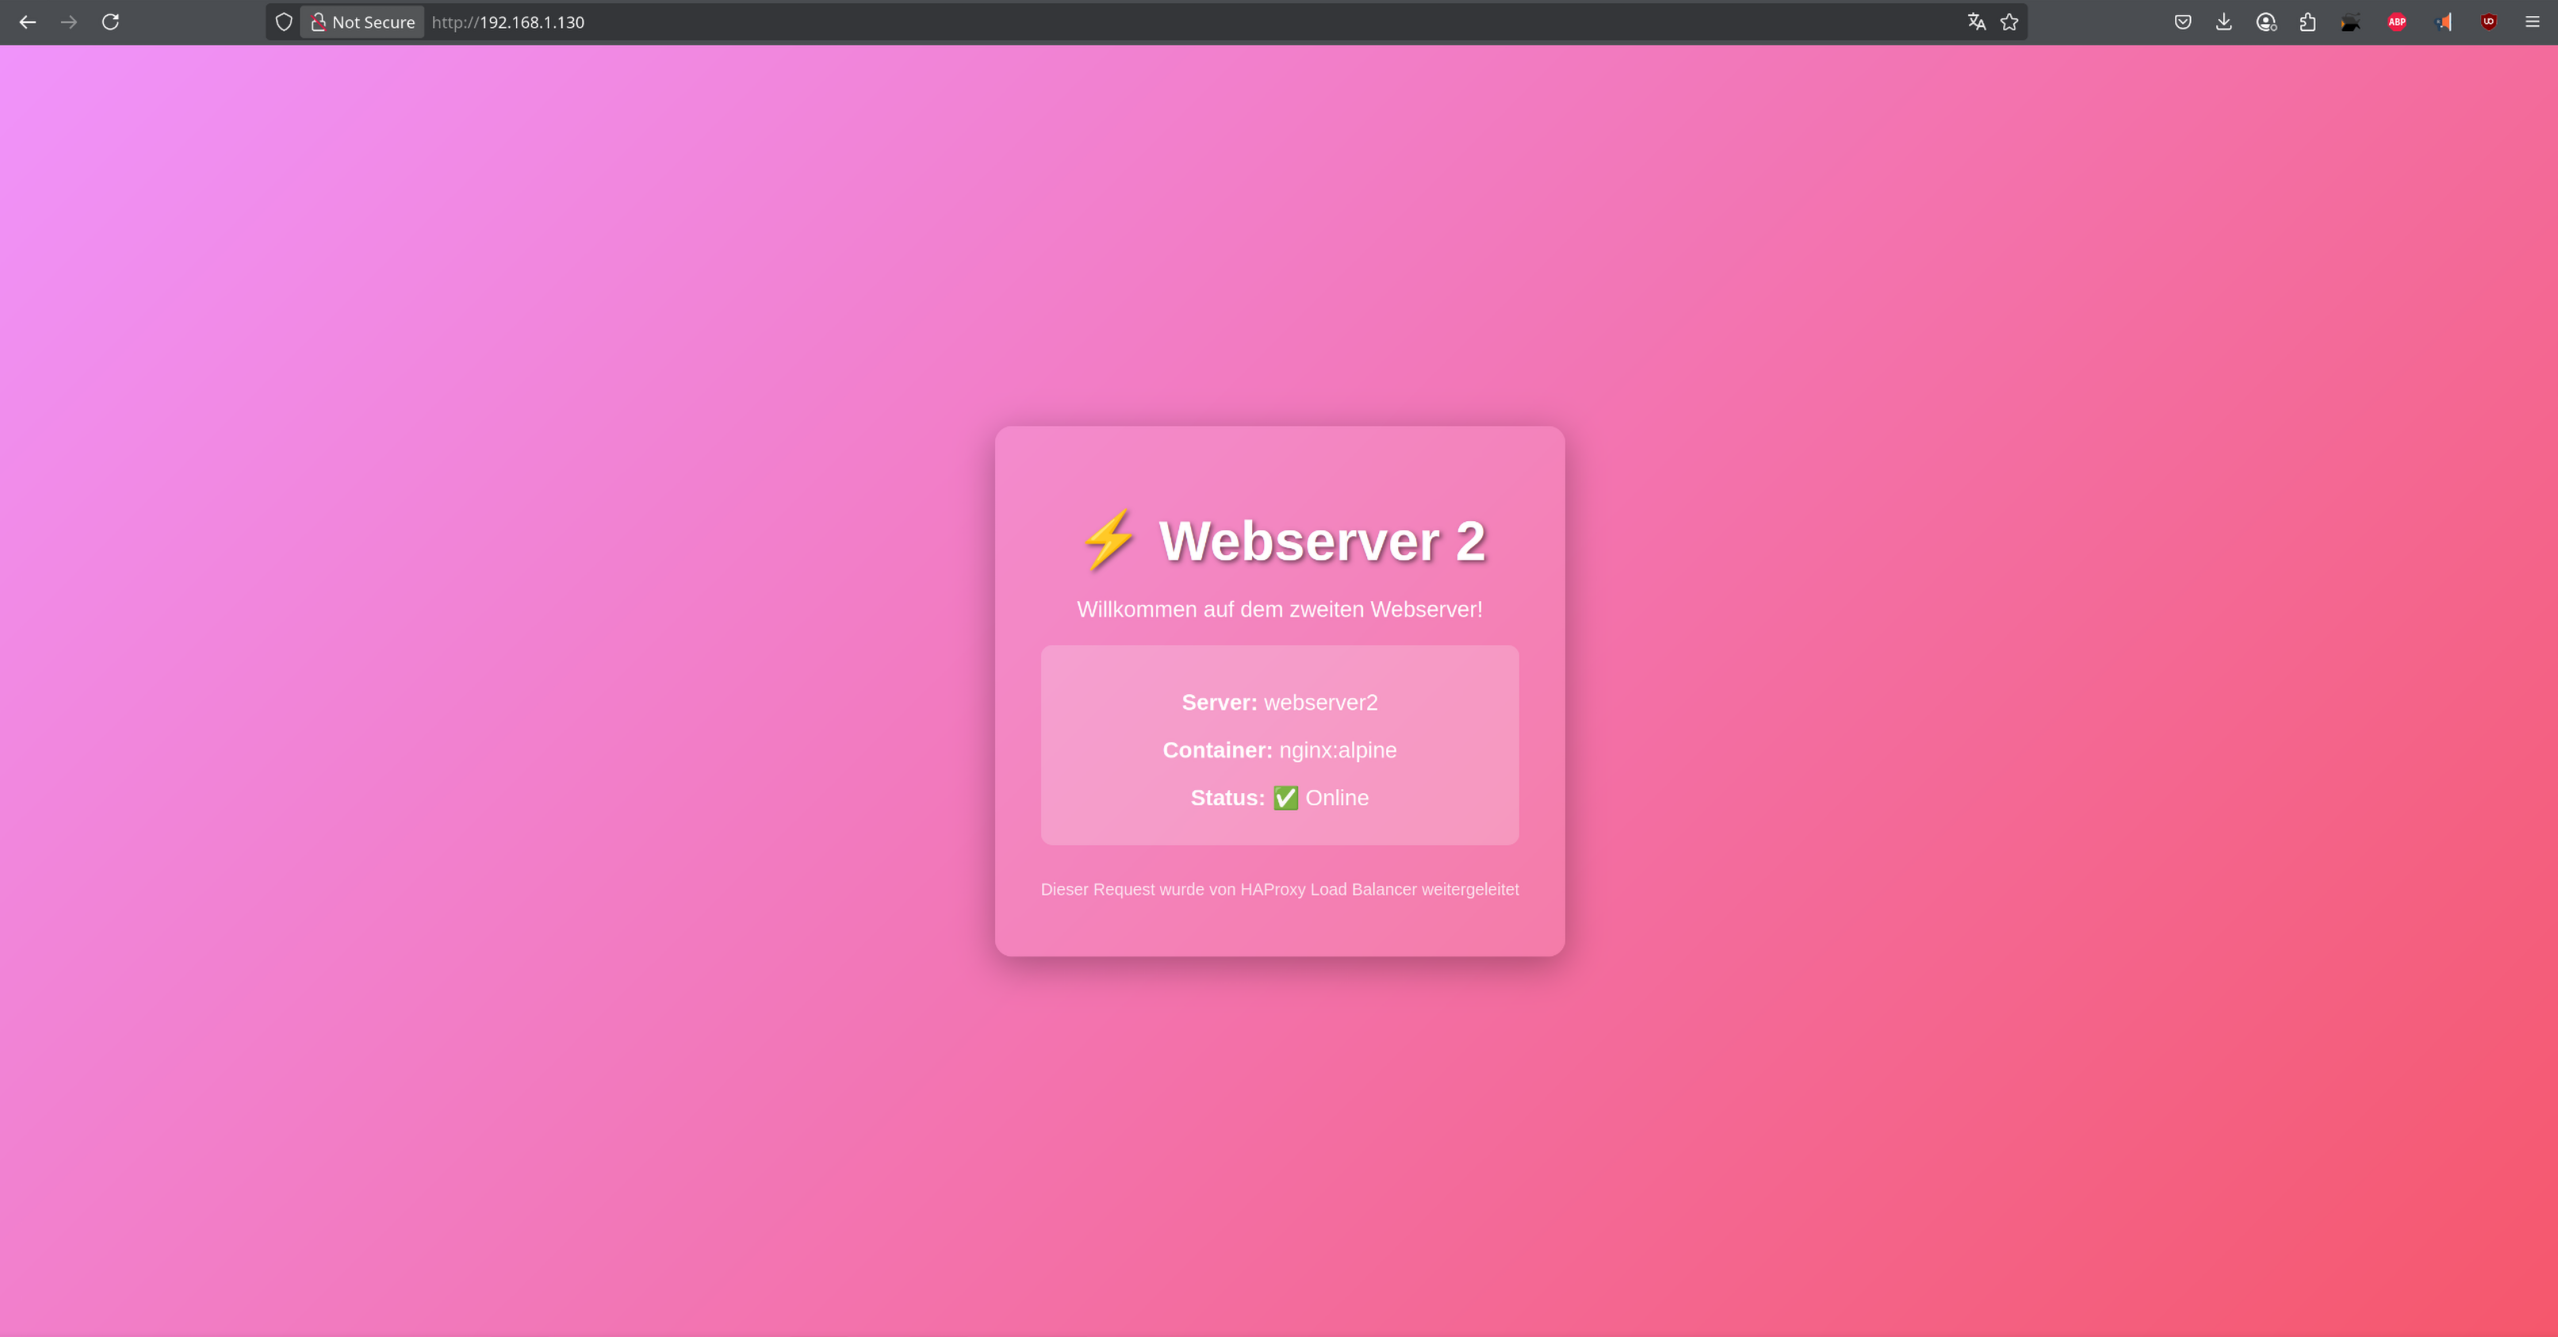 Not Secure http://192.168.1.130
ABP
⚡ Webserver 2
Willkommen auf dem zweiten Webserver!
Server: webserver2
Container: nginx:alpine
Status: ✅ Online
Dieser Request wurde von HAProxy Load Balancer weitergeleitet